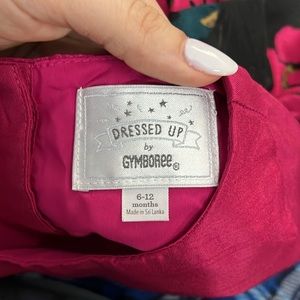 DRESSED UP
by
GYMBOREE®
6-12
months
Made in Sri Lanka